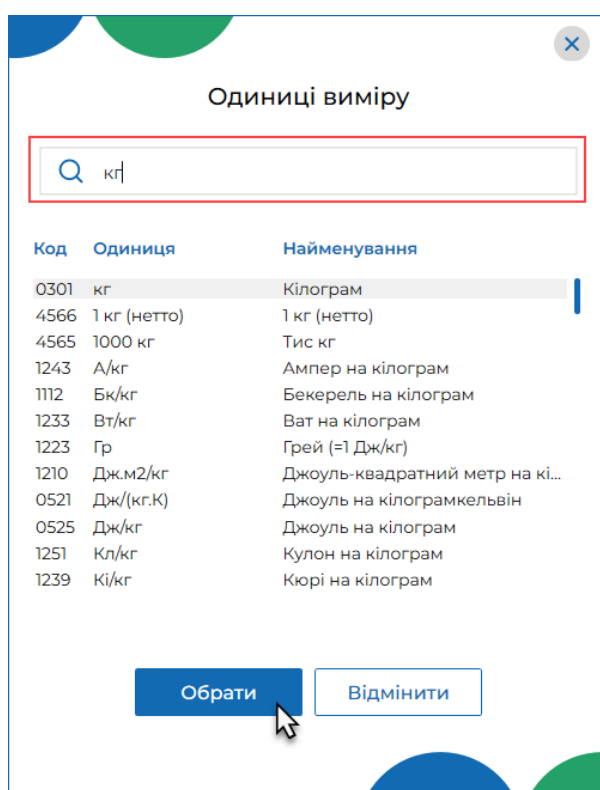 Одиниці виміру
кг
Код Одиниця Найменування
0301 кг Кілограм
4566 1 кг (нетто) 1 кг (нетто)
4565 1000 кг Тис кг
1243 А/кг Ампер на кілограм
1112 Бк/кг Бекерель на кілограм
1233 Вт/кг Ват на кілограм
1223 Гр Грей (=1 Дж/кг)
1210 Дж.м2/кг Джоуль-квадратний метр на кі...
0521 Дж/(кг.К) Джоуль на кілограмкельвін
0525 Дж/кг Джоуль на кілограм
1251 Кл/кг Кулон на кілограм
1239 Кі/кг Кюрі на кілограм
Обрати Відмінити